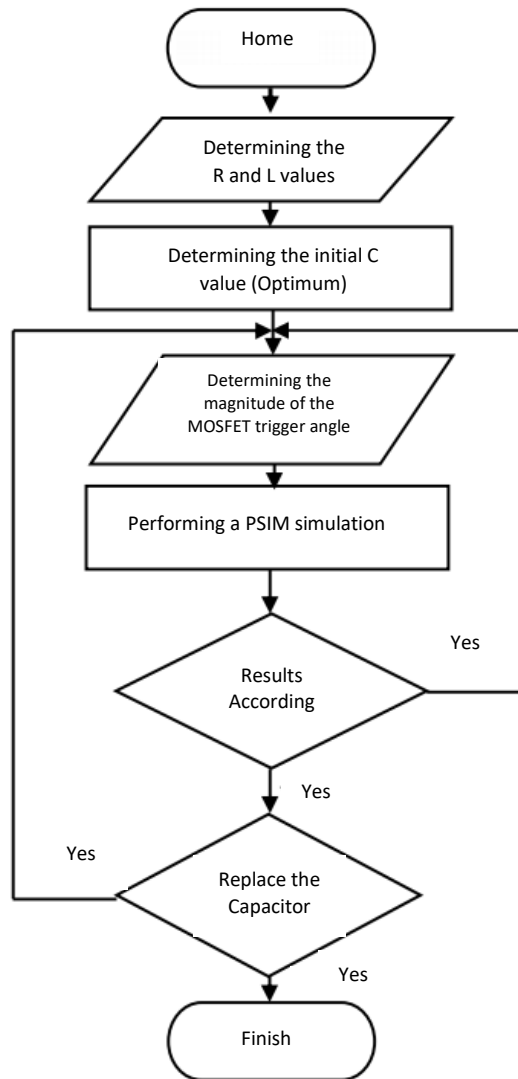 Home
Determining the
R and L values
Determining the initial C
value (Optimum)
Determining the
magnitude of the
MOSFET trigger angle
Performing a PSIM simulation
Yes
Results
According
Yes
Yes
Replace the
Capacitor
Yes
Finish